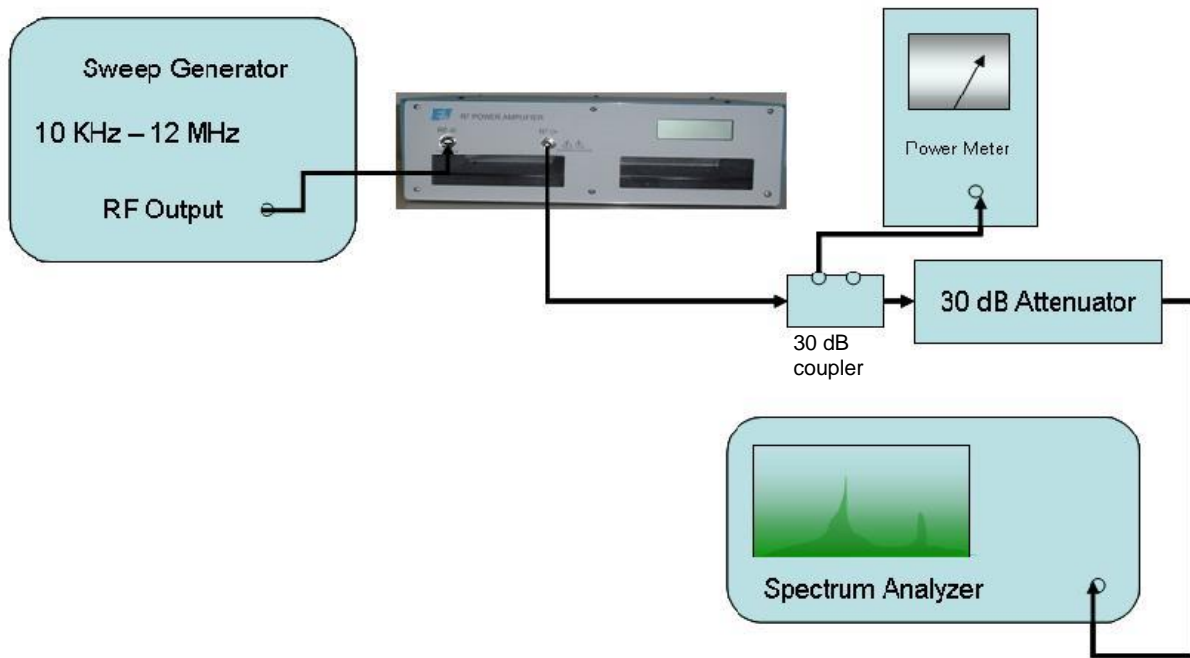 Sweep Generator
10 KHz – 12 MHz
RF Output
RF POWER AMPLIFIER
Power Meter
30 dB Attenuator
30 dB
coupler
Spectrum Analyzer